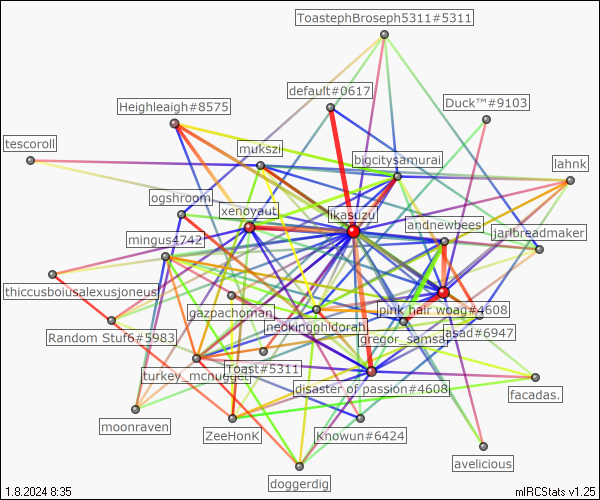 ToastephBroseph5311#5311
default#0617
Duck™#9103
Heighleaigh#8575
tescoroll
mukszi
bigcitysamurai
lahnk
ogshroom.
xenoyaut
likasuzu
andnewbees
jarlbreadmaker
mingus4742
thiccusboiusalexusjoneus
gazpachoman.
pink hair woag#4608
neokingghidorah
Random Stuf6#5983
gregor_samsa.
asad#6947
turkey_mcnugget
Toast#5311
disaster of passion#4608
facadas.
moonraven
ZeeHonK
Knowun#6424
avelicious
doggerdig
1.8.2024 8:35
mIRCStats v1.25